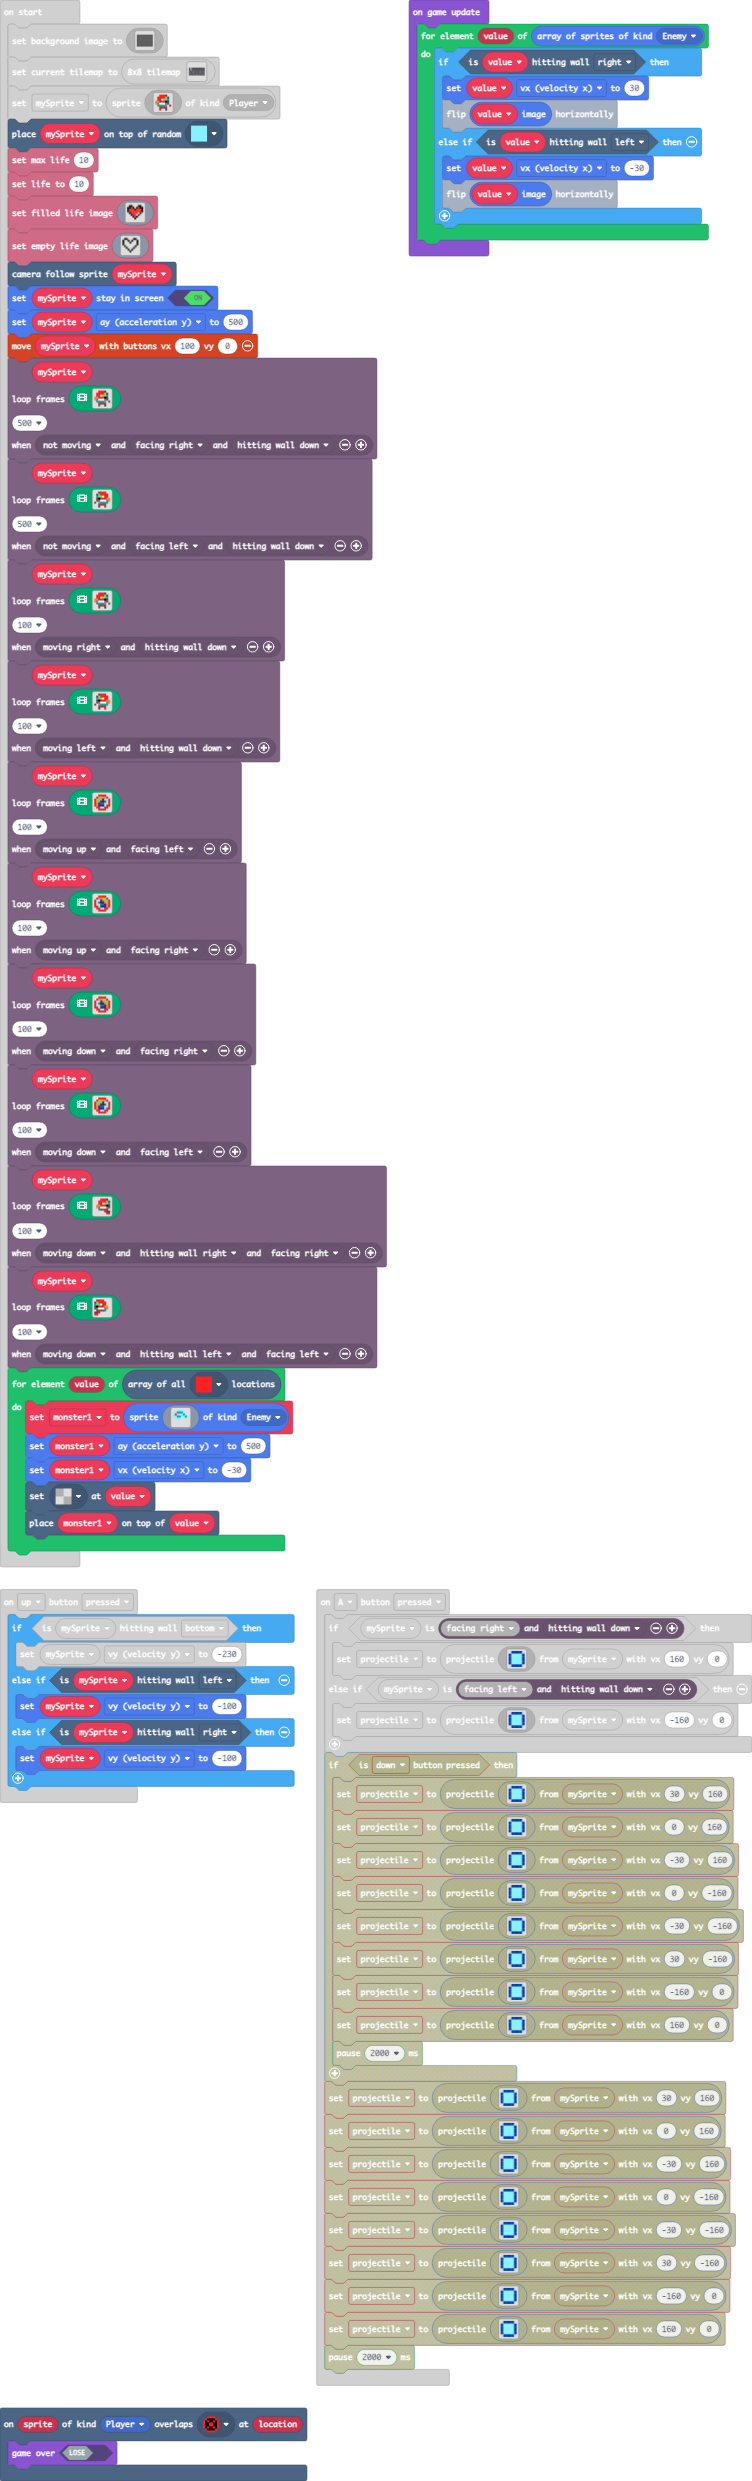 on start
set background image to
set current tilemap to 8x8 tilemap
set mySprite to sprite of kind Player
place mySprite on top of random
set max life 10
set life to 10
set filled life image
set empty life image
camera follow sprite mySprite
set mySprite stay in screen ON
set mySprite ay (acceleration y) to 500
move mySprite with buttons vx 100 vy 0
mySprite
loop frames
500
when not moving and facing right and hitting wall down
mySprite
loop frames
500
when not moving and facing left and hitting wall down
mySprite
loop frames
100
when moving right and hitting wall down
mySprite
loop frames
100
when moving left and hitting wall down
mySprite
loop frames
100
when moving up and facing left
mySprite
loop frames
100
when moving up and facing right
mySprite
loop frames
100
when moving down and facing right
mySprite
loop frames
100
when moving down and facing left
mySprite
loop frames
100
when moving down and hitting wall right and facing right
mySprite
loop frames
100
when moving down and hitting wall left and facing left
for element value of array of all locations
do
set monster1 to sprite of kind Enemy
set monster1 ay (acceleration y) to 500
set monster1 vx (velocity x) to -30
set at value
place monster1 on top of value
on game update
for element value of array of sprites of kind Enemy
do
if is value hitting wall right then
set value vx (velocity x) to 30
flip value image horizontally
else if is value hitting wall left then
set value vx (velocity x) to -30
flip value image horizontally
on up button pressed
if is mySprite hitting wall bottom then
set mySprite vy (velocity y) to -230
else if is mySprite hitting wall left then
set mySprite vy (velocity y) to -100
else if is mySprite hitting wall right then
set mySprite vy (velocity y) to -100
on A button pressed
if mySprite is facing right and hitting wall down then
set projectile to projectile from mySprite with vx 160 vy 0
else if mySprite is facing left and hitting wall down then
set projectile to projectile from mySprite with vx -160 vy 0
if is down button pressed then
set projectile to projectile from mySprite with vx 30 vy 160
set projectile to projectile from mySprite with vx 0 vy 160
set projectile to projectile from mySprite with vx -30 vy 160
set projectile to projectile from mySprite with vx 0 vy -160
set projectile to projectile from mySprite with vx -30 vy -160
set projectile to projectile from mySprite with vx 30 vy -160
set projectile to projectile from mySprite with vx -160 vy 0
set projectile to projectile from mySprite with vx 160 vy 0
pause 2000 ms
set projectile to projectile from mySprite with vx 30 vy 160
set projectile to projectile from mySprite with vx 0 vy 160
set projectile to projectile from mySprite with vx -30 vy 160
set projectile to projectile from mySprite with vx 0 vy -160
set projectile to projectile from mySprite with vx -30 vy -160
set projectile to projectile from mySprite with vx 30 vy -160
set projectile to projectile from mySprite with vx -160 vy 0
set projectile to projectile from mySprite with vx 160 vy 0
pause 2000 ms
on sprite of kind Player overlaps at location
game over LOSE